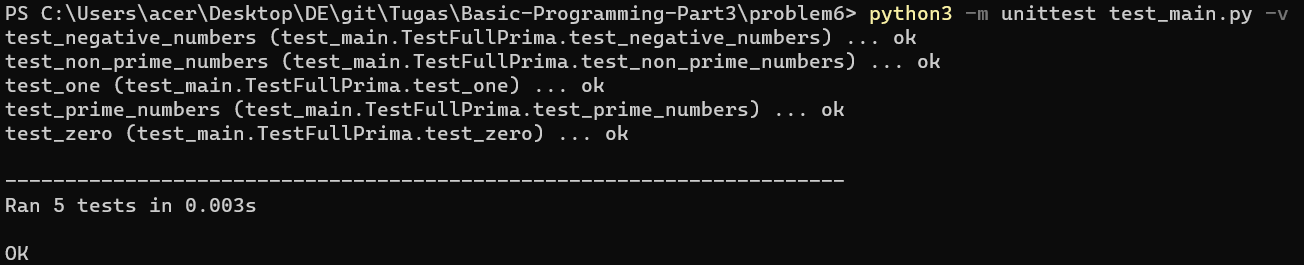 PS C:\Users\acer\Desktop\DE\git\Tugas\Basic-Programming-Part3\problem6> python3 -m unittest test_main.py -v
test_negative_numbers (test_main.TestFullPrima.test_negative_numbers) ... ok
test_non_prime_numbers (test_main.TestFullPrima.test_non_prime_numbers) ... ok
test_one (test_main.TestFullPrima.test_one) ... ok
test_prime_numbers (test_main.TestFullPrima.test_prime_numbers) ... ok
test_zero (test_main.TestFullPrima.test_zero) ... ok
----------------------------------------------------------------------
Ran 5 tests in 0.003s
OK